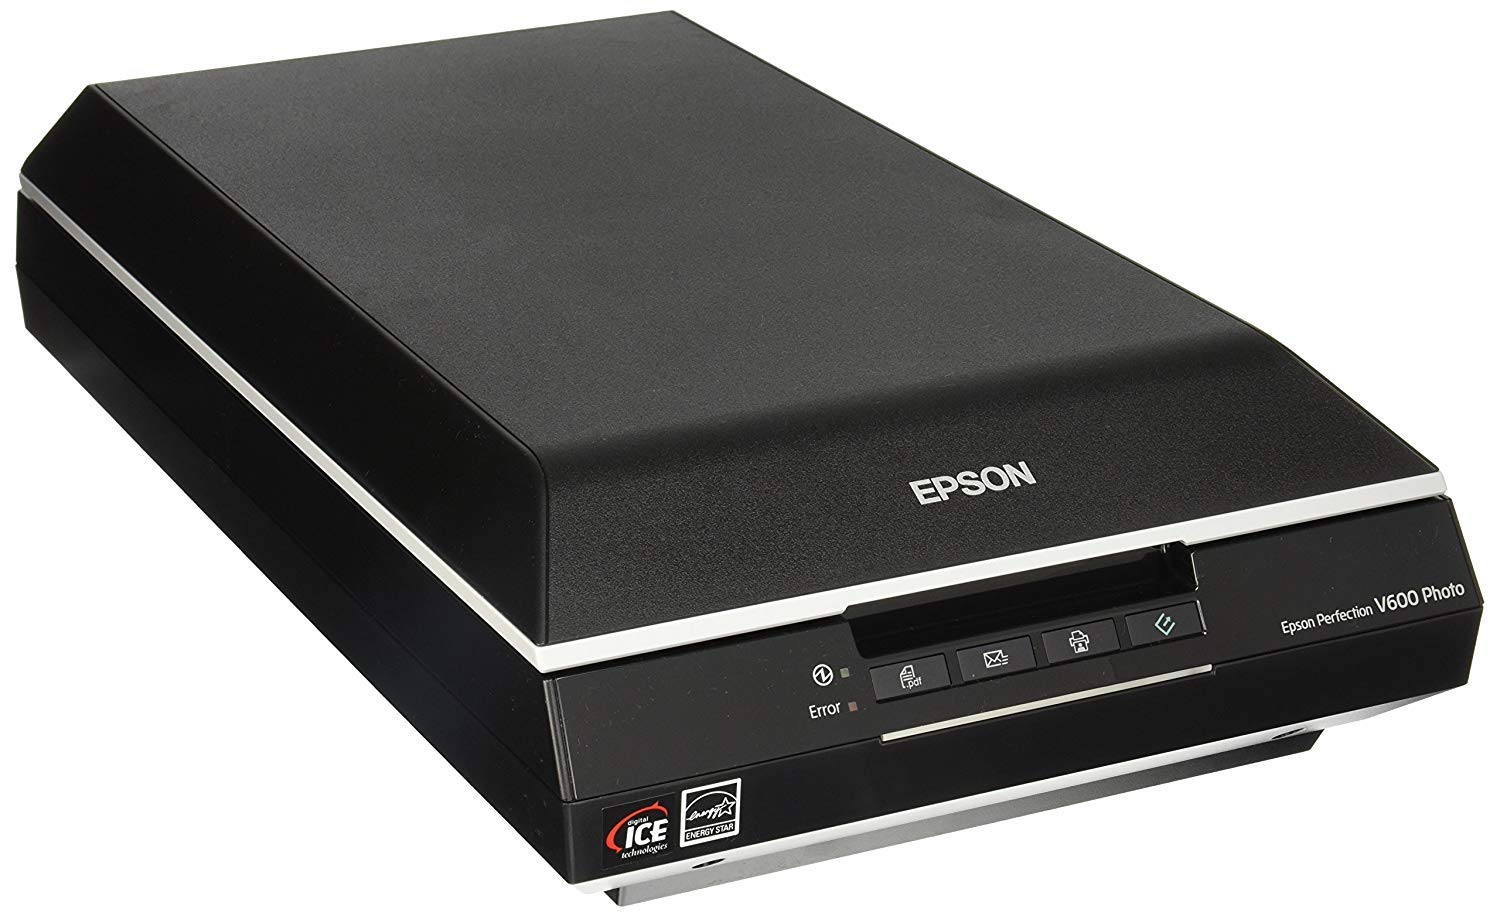 EPSON
Epson Perfection V600 Photo
.pdf
Error
digital
ICE
technologies
energy
ENERGY STAR